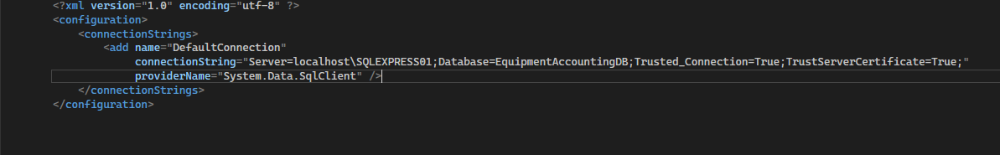 <?xml version="1.0" encoding="utf-8" ?>
<configuration>
<connectionStrings>
<add name="DefaultConnection"
connectionString="Server=localhost\SQLEXPRESS01;Database=EquipmentAccountingDB;Trusted_Connection=True;TrustServerCertificate=True;"
providerName="System.Data.SqlClient" />
</connectionStrings>
</configuration>